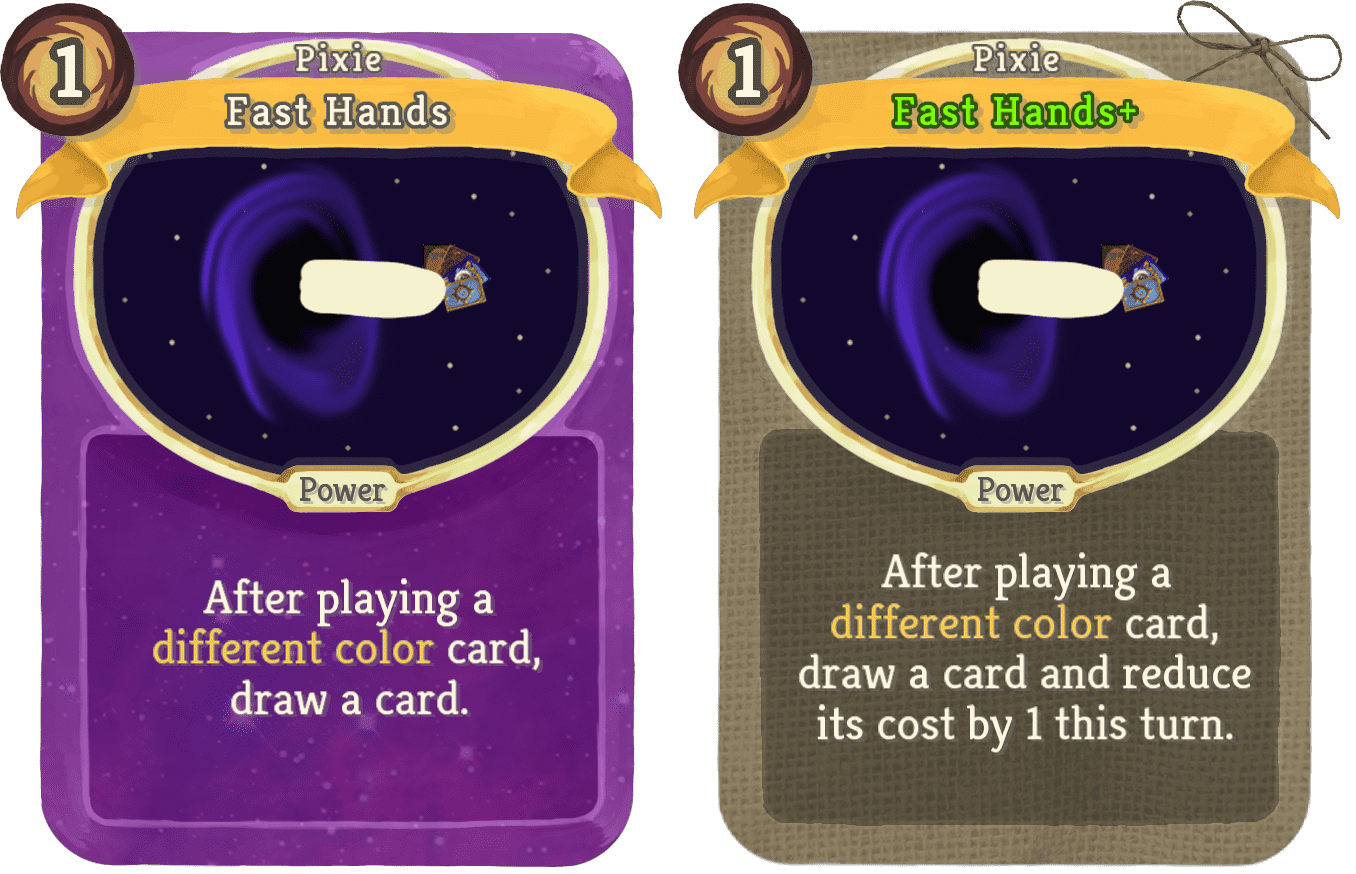 1
Pixie
Fast Hands
Power
After playing a
different color card,
draw a card.
1
Pixie
Fast Hands+
Power
After playing a
different color card,
draw a card and reduce
its cost by 1 this turn.